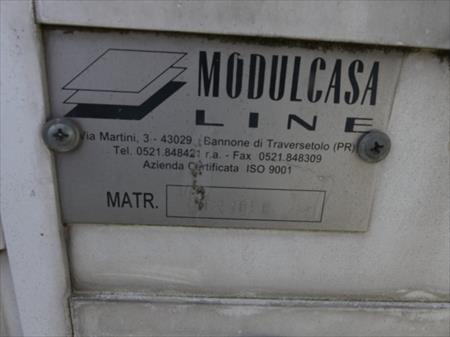 MODULCASA
LINE
Via Martini, 3 - 43029 Bannone di Traversetolo (PR)
Tel. 0521.848421 r.a. - Fax 0521.848309
Azienda Certificata ISO 9001
MATR.